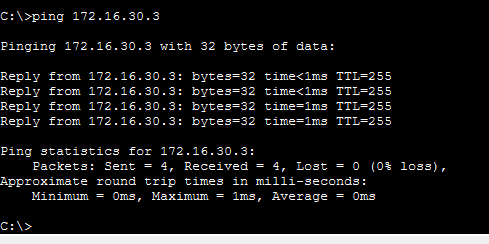 C:\>ping 172.16.30.3
Pinging 172.16.30.3 with 32 bytes of data:
Reply from 172.16.30.3: bytes=32 time<1ms TTL=255
Reply from 172.16.30.3: bytes=32 time<1ms TTL=255
Reply from 172.16.30.3: bytes=32 time=1ms TTL=255
Reply from 172.16.30.3: bytes=32 time=1ms TTL=255
Ping statistics for 172.16.30.3:
    Packets: Sent = 4, Received = 4, Lost = 0 (0% loss),
Approximate round trip times in milli-seconds:
    Minimum = 0ms, Maximum = 1ms, Average = 0ms
C:\>